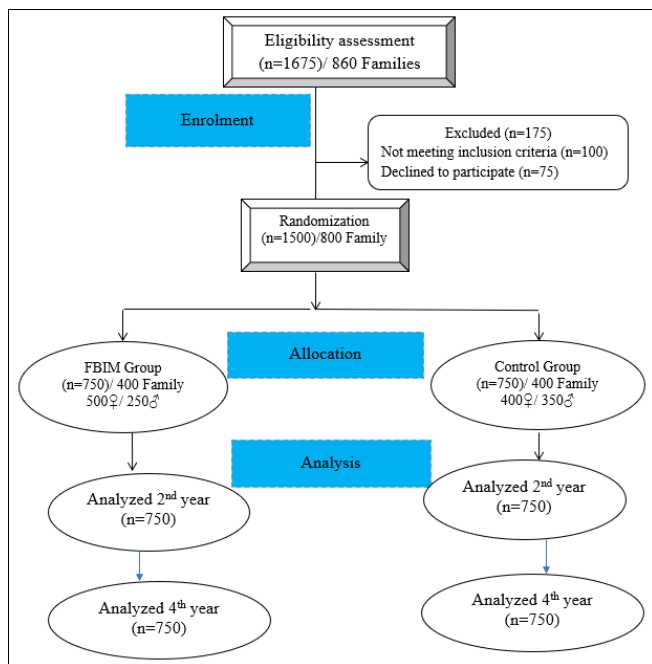 Eligibility assessment
(n=1675)/ 860 Families
Enrolment
Excluded (n=175)
Not meeting inclusion criteria (n=100)
Declined to participate (n=75)
Randomization
(n=1500)/800 Family
Allocation
FBIM Group
(n=750)/ 400 Family
500♀/ 250♂
Control Group
(n=750)/ 400 Family
400♀/ 350♂
Analysis
Analyzed 2nd year
(n=750)
Analyzed 2nd year
(n=750)
Analyzed 4th year
(n=750)
Analyzed 4th year
(n=750)